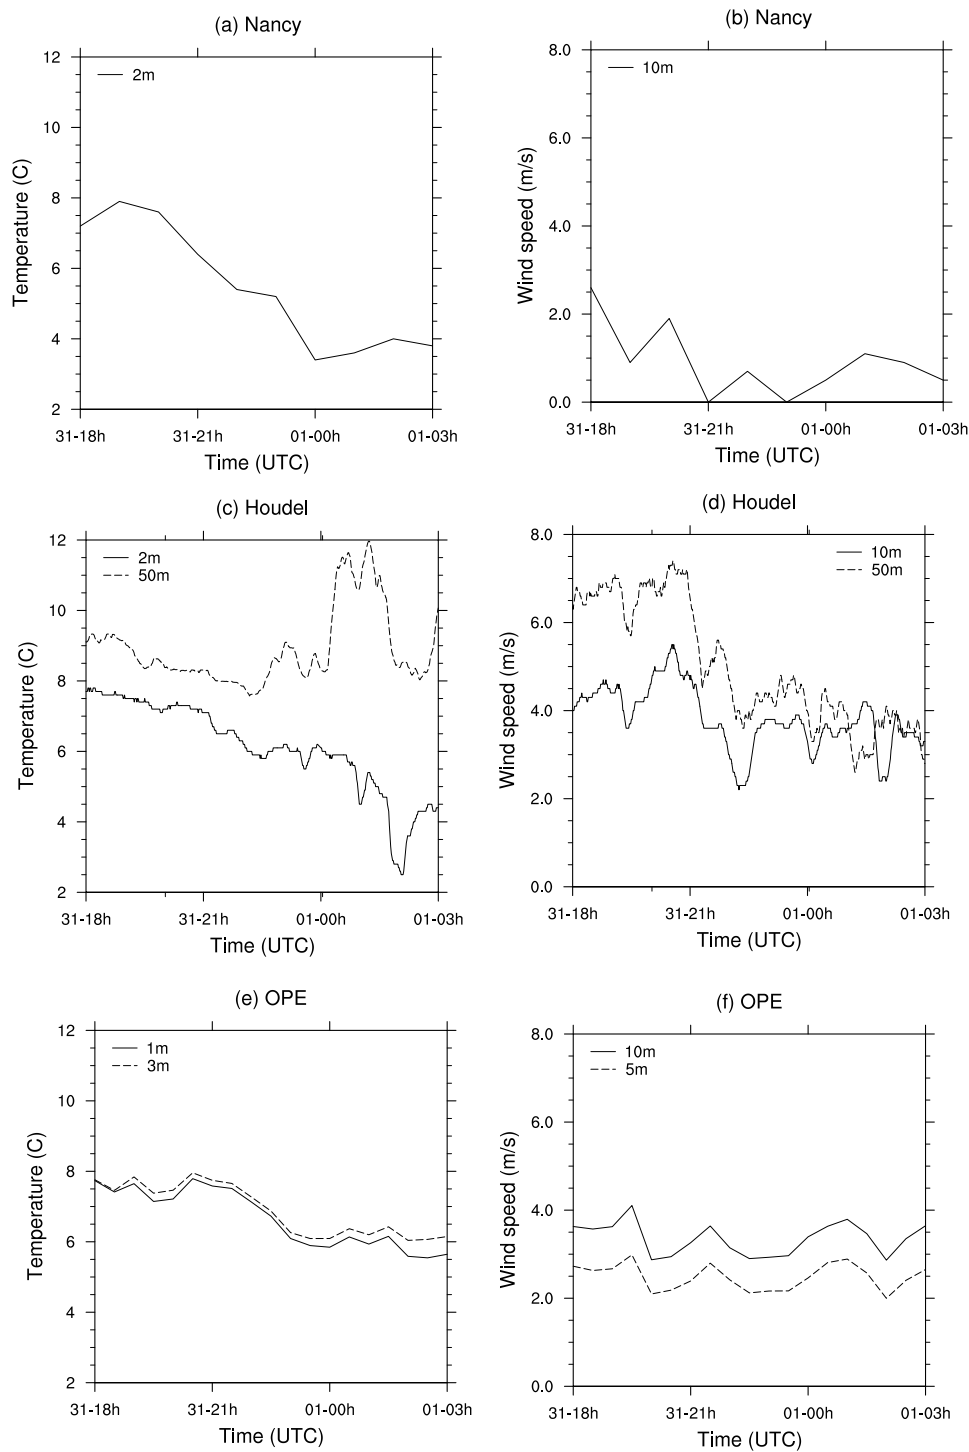 (a) Nancy
12
10
8
6
4
2
Temperature (C)
2m
31-18h 31-21h 01-00h 01-03h
Time (UTC)
(b) Nancy
8.0
6.0
4.0
2.0
0.0
Wind speed (m/s)
10m
31-18h 31-21h 01-00h 01-03h
Time (UTC)
(c) Houdel
12
10
8
6
4
2
Temperature (C)
2m
50m
31-18h 31-21h 01-00h 01-03h
Time (UTC)
(d) Houdel
8.0
6.0
4.0
2.0
0.0
Wind speed (m/s)
10m
50m
31-18h 31-21h 01-00h 01-03h
Time (UTC)
(e) OPE
12
10
8
6
4
2
Temperature (C)
1m
3m
31-18h 31-21h 01-00h 01-03h
Time (UTC)
(f) OPE
8.0
6.0
4.0
2.0
0.0
Wind speed (m/s)
10m
5m
31-18h 31-21h 01-00h 01-03h
Time (UTC)